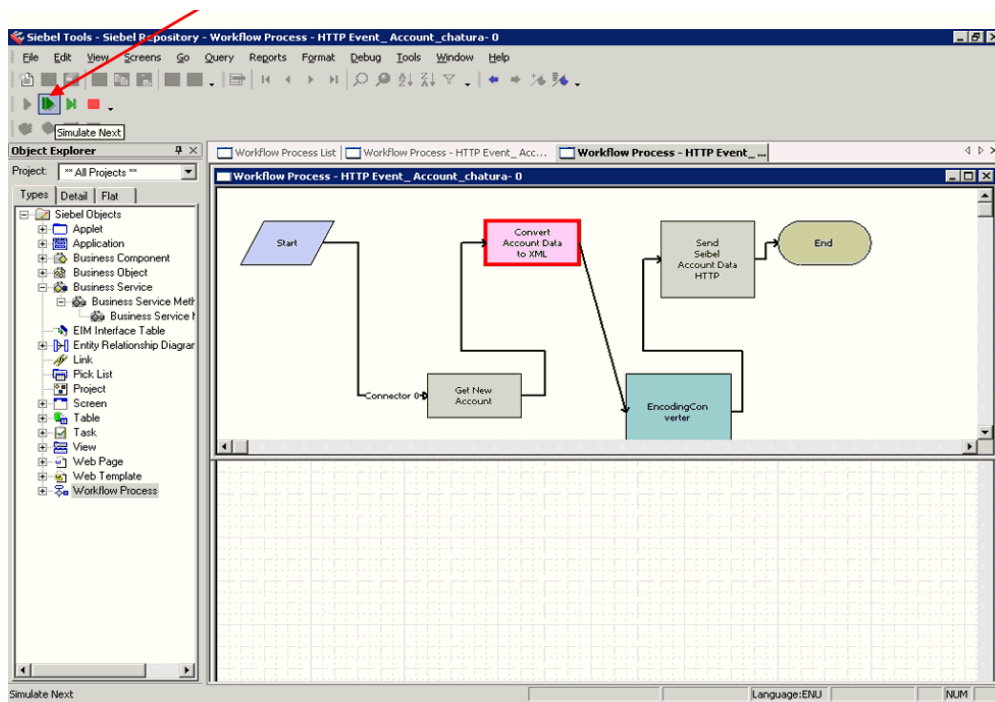 Siebel Tools - Siebel Repository - Workflow Process - HTTP Event_ Account_chatura- 0
File Edit View Screens Go Query Reports Format Debug Tools Window Help
Simulate Next
Object Explorer
Project: ** All Projects **
Types Detail Flat
Siebel Objects
Applet
Application
Business Component
Business Object
Business Service
Business Service Meth
Business Service M
EIM Interface Table
Entity Relationship Diagrar
Link
Pick List
Project
Screen
Table
Task
View
Web Page
Web Template
Workflow Process
Workflow Process List
Workflow Process - HTTP Event_ Acc...
Workflow Process - HTTP Event_ ...
Workflow Process - HTTP Event_ Account_chatura- 0
Start
Convert
Account Data
to XML
Send
Seibel
Account Data
HTTP
End
Connector 0
Get New
Account
EncodingCon
verter
Simulate Next
Language:ENU
NUM